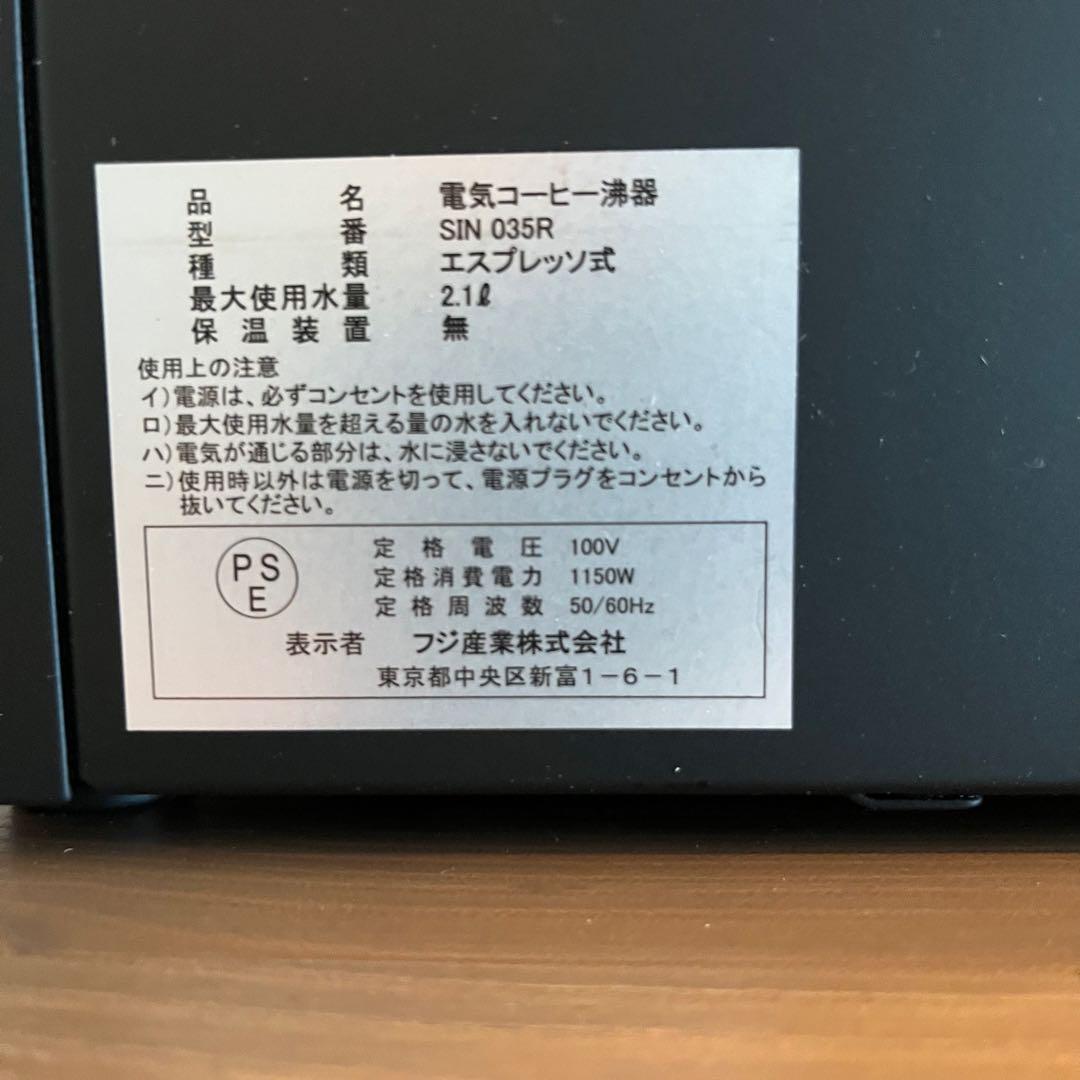 品名 電気コーヒー沸器
型番 SIN 035R
種類 エスプレッソ式
最大使用水量 2.1ℓ
保温装置 無
使用上の注意
イ)電源は、必ずコンセントを使用してください。
ロ)最大使用水量を超える量の水を入れないでください。
ハ)電気が通じる部分は、水に浸さないでください。
ニ)使用時以外は電源を切って、電源プラグをコンセントから
抜いてください。
PSE
定格電圧 100V
定格消費電力 1150W
定格周波数 50/60Hz
表示者 フジ産業株式会社
東京都中央区新富1-6-1